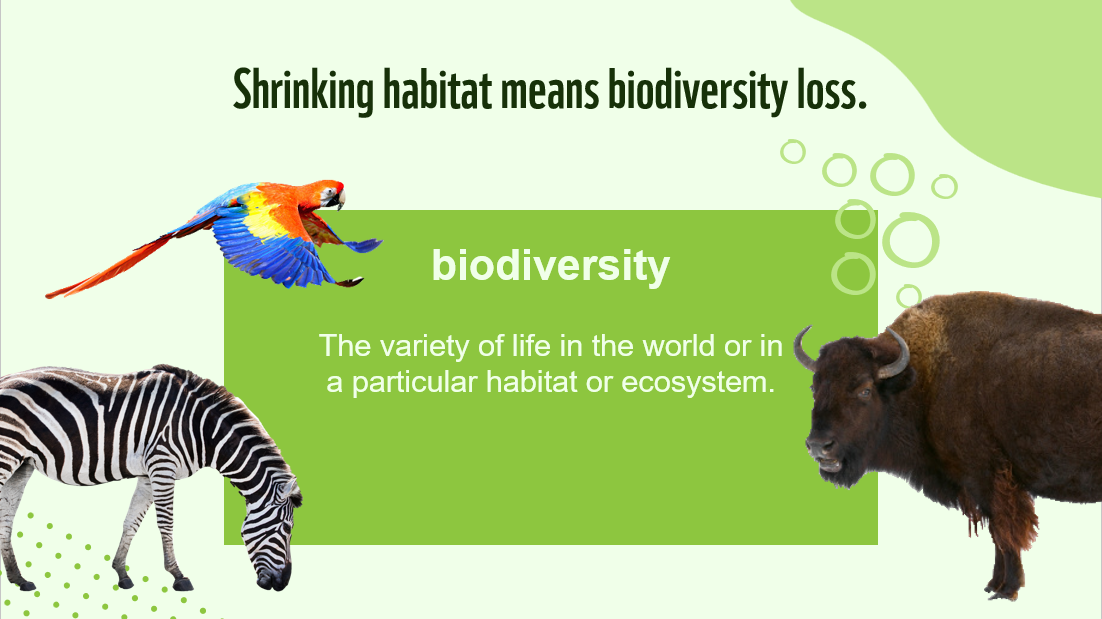 Shrinking habitat means biodiversity loss.
biodiversity
The variety of life in the world or in
a particular habitat or ecosystem.